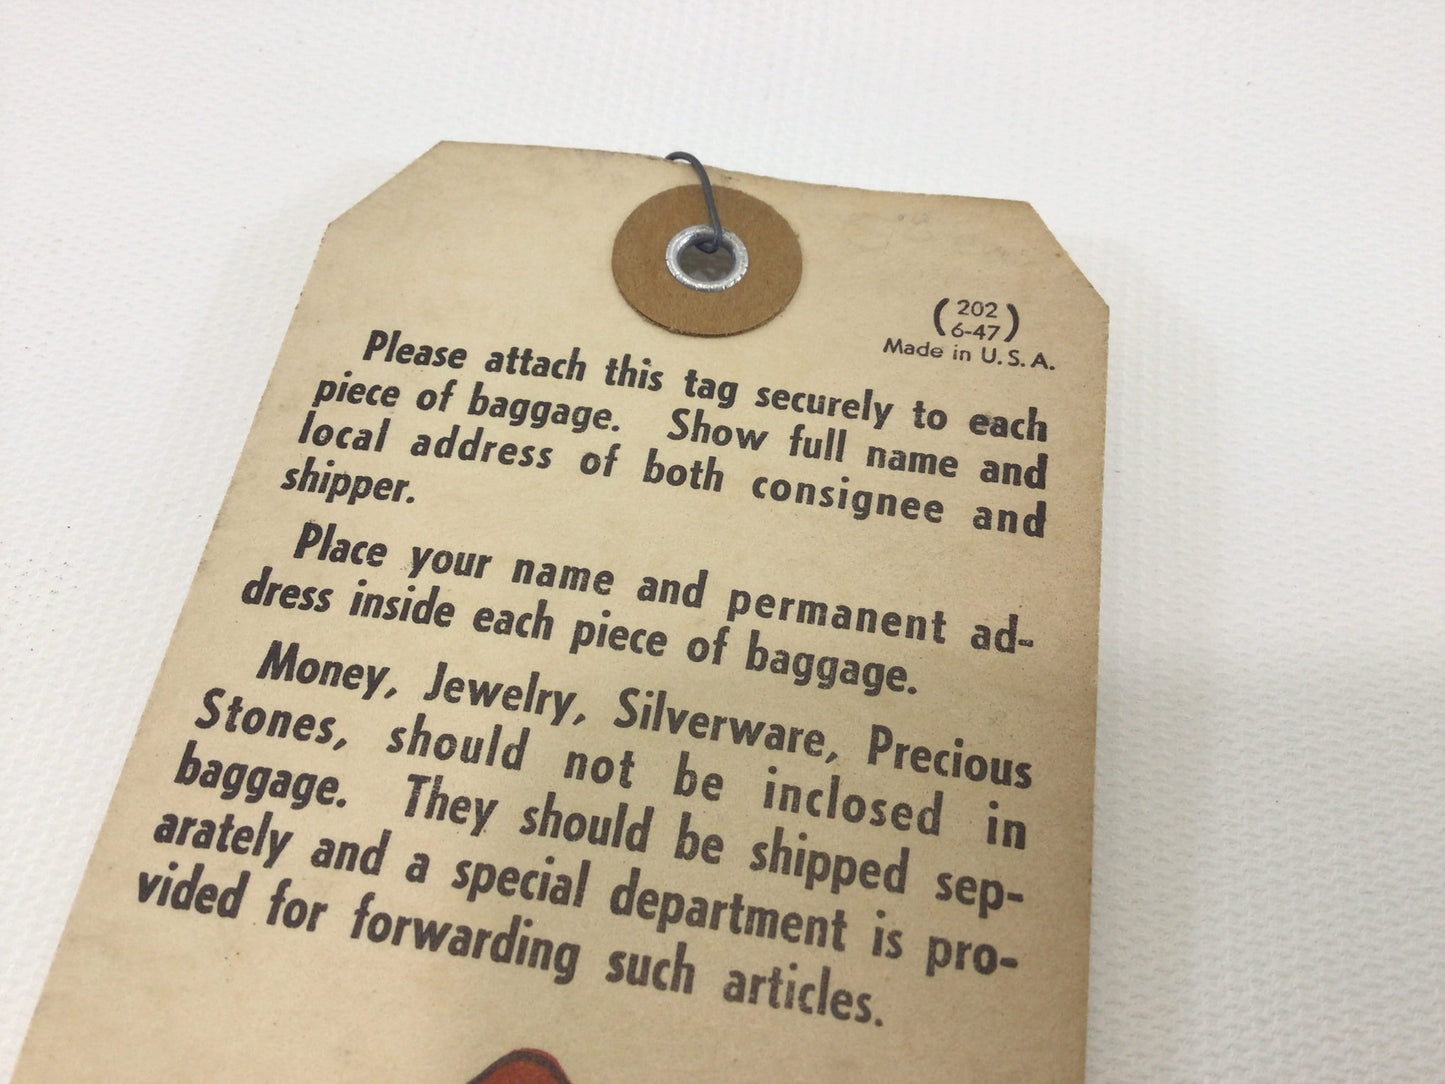 (202
6-47)
Made in U.S.A.
Please attach this tag securely to each
piece of baggage. Show full name and
local address of both consignee and
shipper.
Place your name and permanent ad-
dress inside each piece of baggage.
Money, Jewelry, Silverware, Precious
Stones, should not be inclosed in
baggage. They should be shipped sep-
arately and a special department is pro-
vided for forwarding such articles.